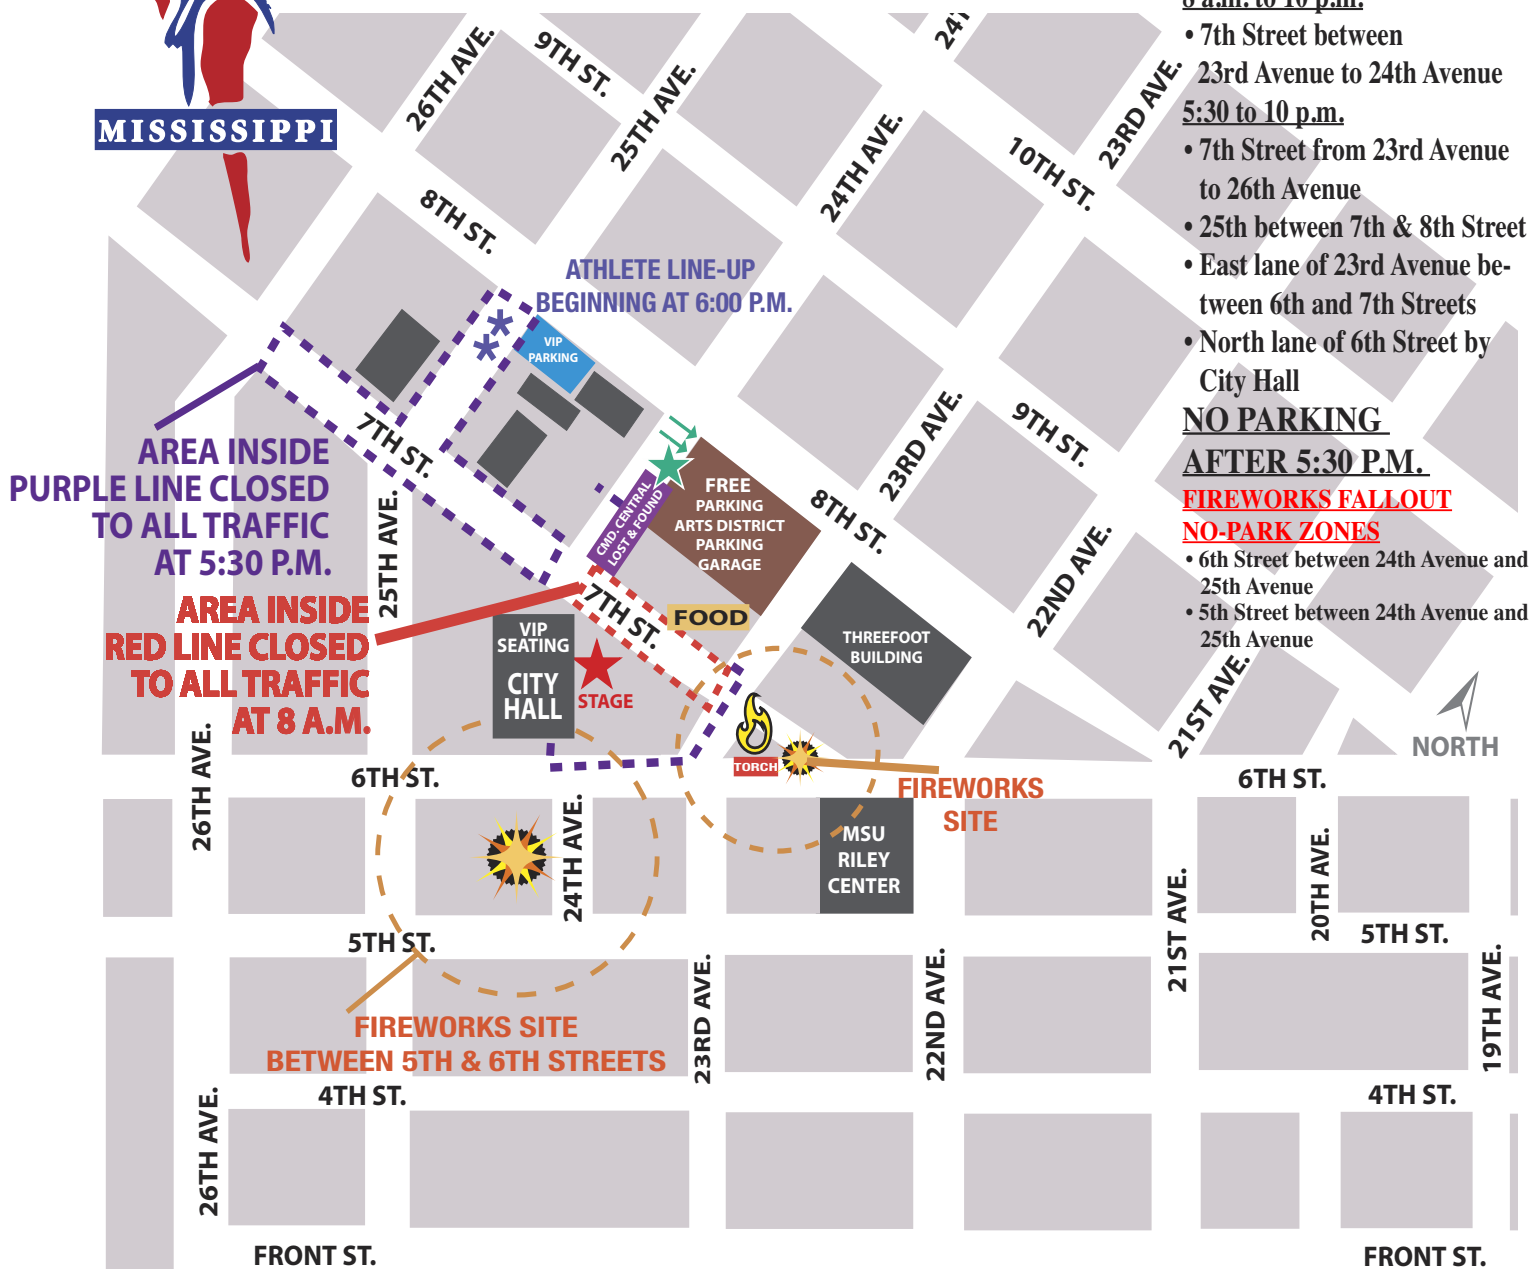 MISSISSIPPI
26TH AVE.
9TH ST.
25TH AVE.
24TH AVE.
23RD AVE.
10TH ST.
8TH ST.
8 a.m. to 10 p.m.
• 7th Street between
23rd Avenue to 24th Avenue
5:30 to 10 p.m.
• 7th Street from 23rd Avenue
to 26th Avenue
• 25th between 7th & 8th Street
• East lane of 23rd Avenue be-
tween 6th and 7th Streets
• North lane of 6th Street by
City Hall
NO PARKING
AFTER 5:30 P.M.
FIREWORKS FALLOUT
NO-PARK ZONES
• 6th Street between 24th Avenue and
25th Avenue
• 5th Street between 24th Avenue and
25th Avenue
ATHLETE LINE-UP
BEGINNING AT 6:00 P.M.
VIP
PARKING
7TH ST.
AREA INSIDE
PURPLE LINE CLOSED
TO ALL TRAFFIC
AT 5:30 P.M.
25TH AVE.
AREA INSIDE
RED LINE CLOSED
TO ALL TRAFFIC
AT 8 A.M.
CMD. CENTRAL
LOST & FOUND
FREE
PARKING
ARTS DISTRICT
PARKING
GARAGE
23RD AVE.
9TH ST.
8TH ST.
22ND AVE.
7TH ST.
FOOD
VIP
SEATING
CITY
HALL
STAGE
THREEFOOT
BUILDING
21ST AVE.
NORTH
TORCH
FIREWORKS
SITE
26TH AVE.
6TH ST.
6TH ST.
24TH AVE.
MSU
RILEY
CENTER
21ST AVE.
20TH AVE.
5TH ST.
5TH ST.
23RD AVE.
22ND AVE.
19TH AVE.
FIREWORKS SITE
BETWEEN 5TH & 6TH STREETS
4TH ST.
4TH ST.
26TH AVE.
FRONT ST.
FRONT ST.